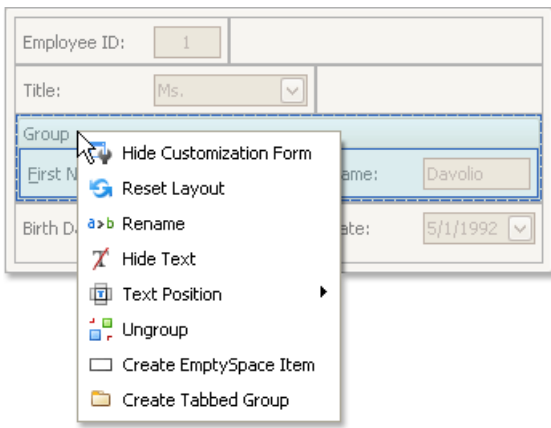 Employee ID: 1
Title: Ms.
Group
First N ame: Davolio
Birth D ate: 5/1/1992
Hide Customization Form
Reset Layout
a>b Rename
Hide Text
Text Position
Ungroup
Create EmptySpace Item
Create Tabbed Group